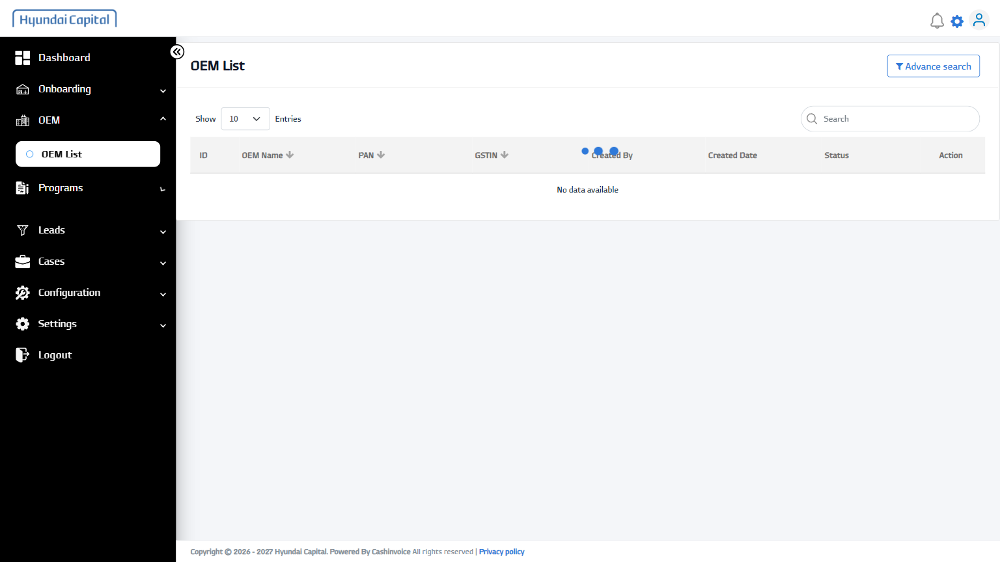 Hyundai Capital
Dashboard
Onboarding
OEM
OEM List
Programs
Leads
Cases
Configuration
Settings
Logout
OEM List
Advance search
Show 10 Entries
Search
ID OEM Name PAN GSTIN Created By Created Date Status Action
No data available
Copyright © 2026 - 2027 Hyundai Capital. Powered By Cashinvoice All rights reserved | Privacy policy